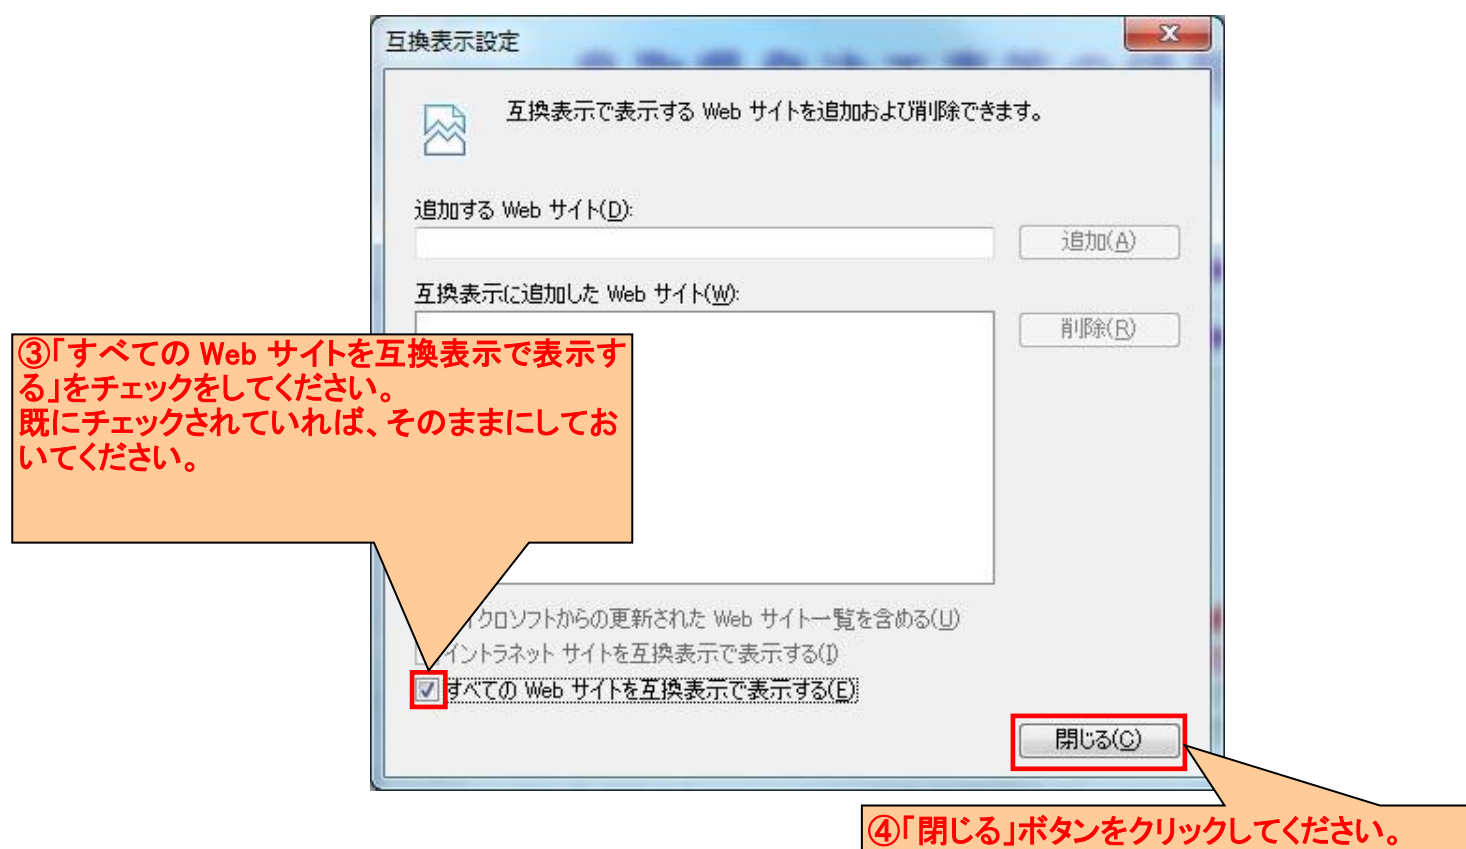 互換表示設定
互換表示で表示する Web サイトを追加および削除できます。
追加する Web サイト(D):
追加(A)
互換表示に追加した Web サイト(W):
削除(R)
③「すべての Web サイトを互換表示で表示す
る」をチェックをしてください。
既にチェックされていれば、そのままにしてお
いてください。
クロソフトからの更新された Web サイト一覧を含める(U)
イントラネット サイトを互換表示で表示する(I)
すべての Web サイトを互換表示で表示する(E)
閉じる(C)
④「閉じる」ボタンをクリックしてください。